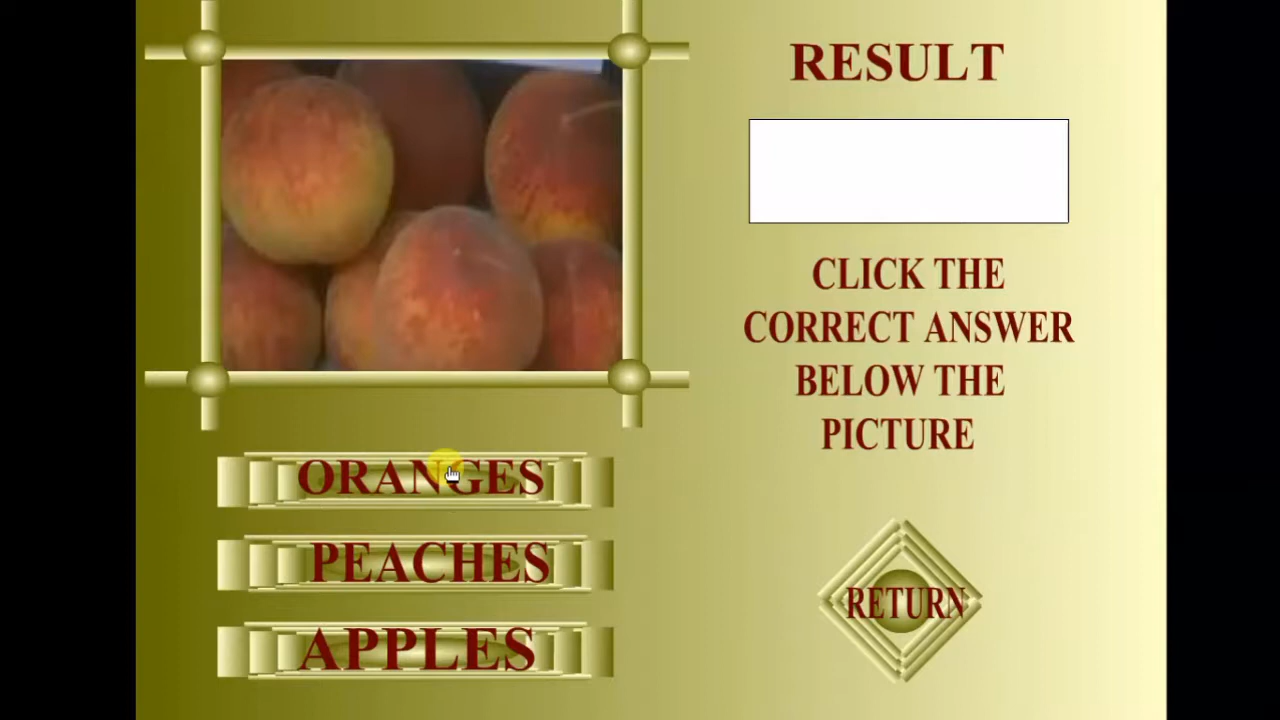 RESULT
CLICK THE
CORRECT ANSWER
BELOW THE
PICTURE
ORANGES
PEACHES
APPLES
RETURN